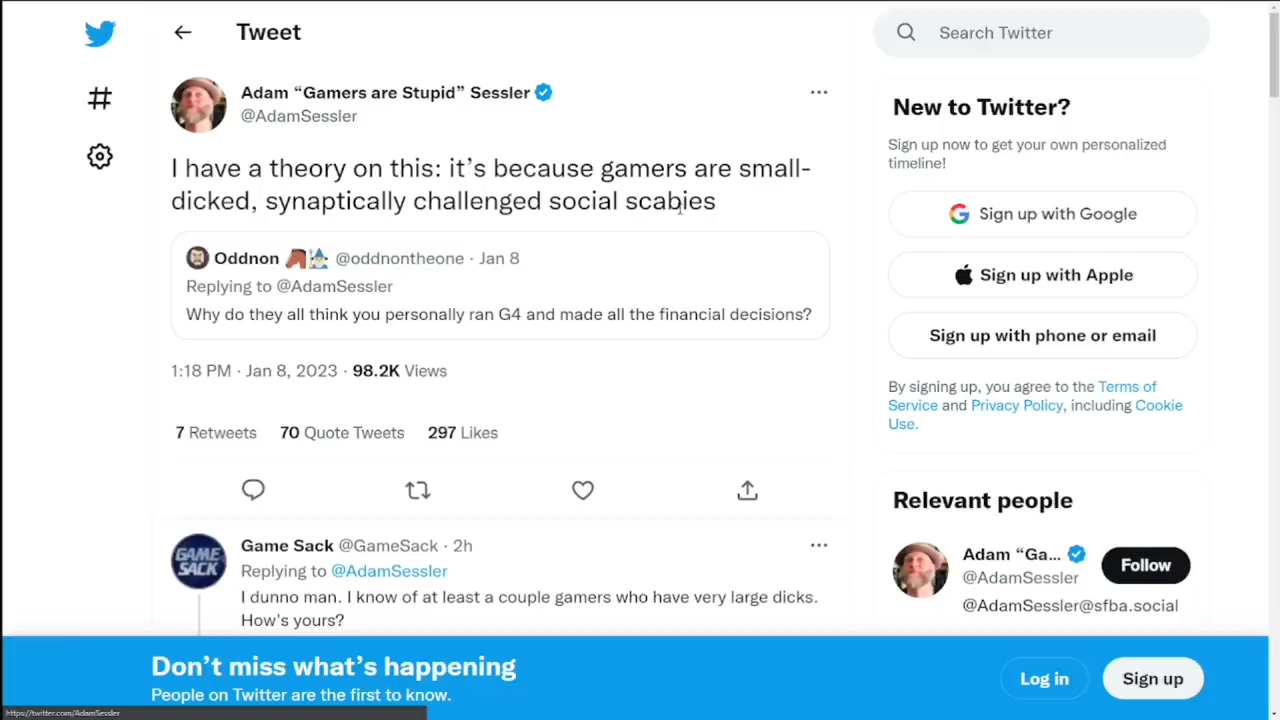 Tweet
Search Twitter
Adam “Gamers are Stupid” Sessler
@AdamSessler
I have a theory on this: it’s because gamers are small-
dicked, synaptically challenged social scabies
Oddnon @oddnontheone · Jan 8
Replying to @AdamSessler
Why do they all think you personally ran G4 and made all the financial decisions?
1:18 PM · Jan 8, 2023 · 98.2K Views
7 Retweets 70 Quote Tweets 297 Likes
GAME
SACK
Game Sack @GameSack · 2h
Replying to @AdamSessler
I dunno man. I know of at least a couple gamers who have very large dicks.
How's yours?
New to Twitter?
Sign up now to get your own personalized
timeline!
Sign up with Google
Sign up with Apple
Sign up with phone or email
By signing up, you agree to the Terms of
Service and Privacy Policy, including Cookie
Use.
Relevant people
Adam “Ga...
@AdamSessler
Follow
@AdamSessler@sfba.social
Don’t miss what’s happening
People on Twitter are the first to know.
Log in
Sign up
https://twitter.com/AdamSessler